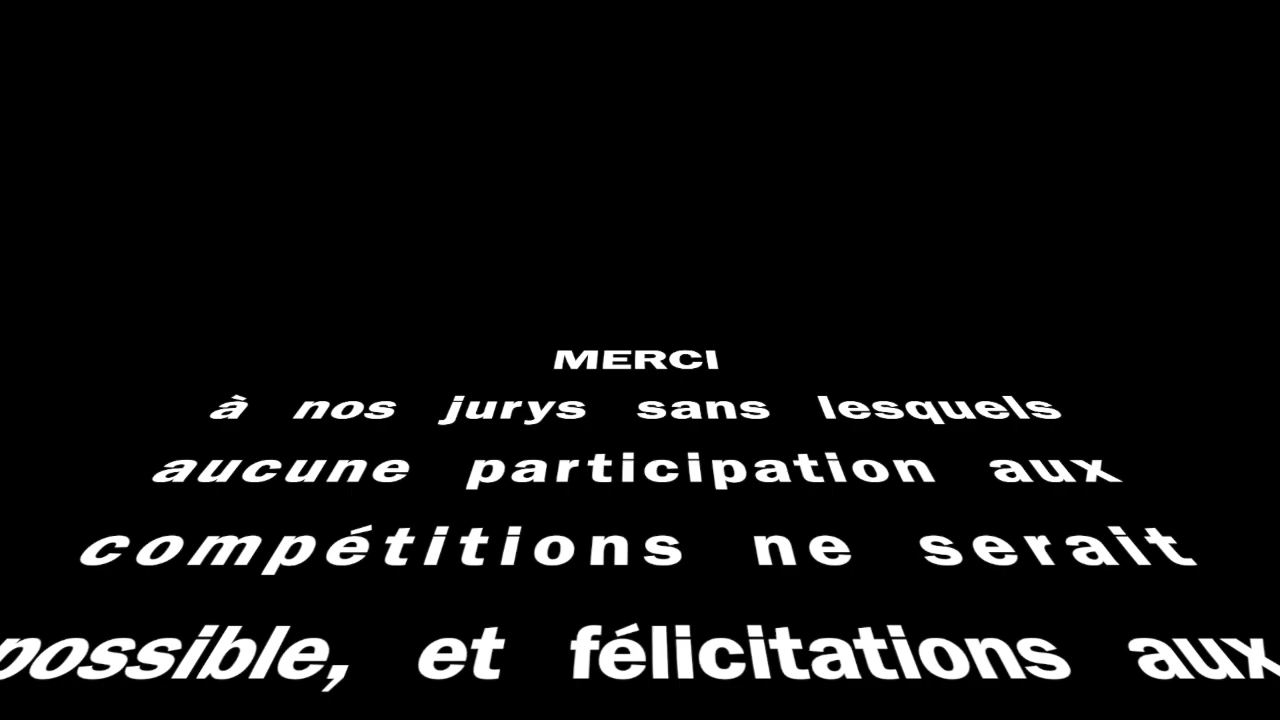 MERCI
à nos jurys sans lesquels
aucune participation aux
compétitions ne serait
possible, et félicitations aux